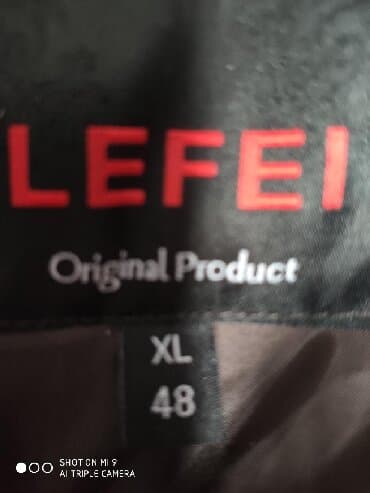 LEFEI
Original Product
XL
48
SHOT ON MI 9
AI TRIPLE CAMERA